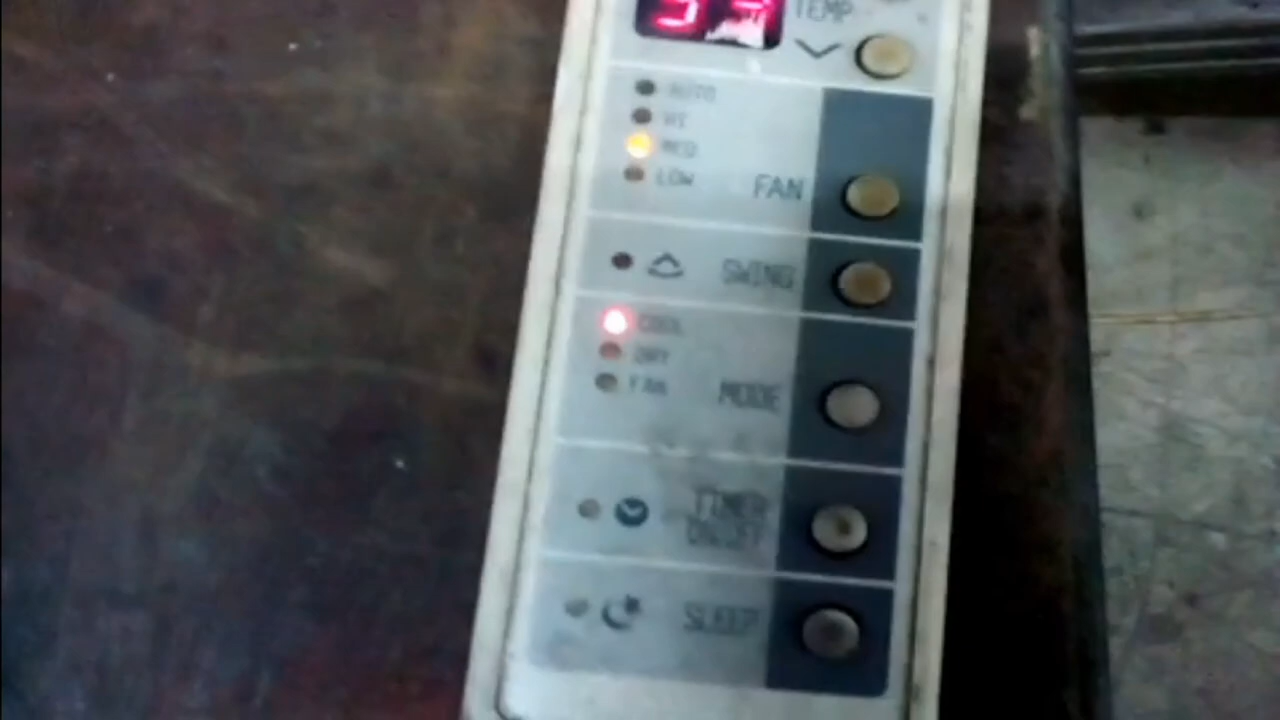 TEMP
AUTO
HI
MED
LOW
FAN
SWING
COOL
DRY
FAN
MODE
TIMER
ON/OFF
SLEEP